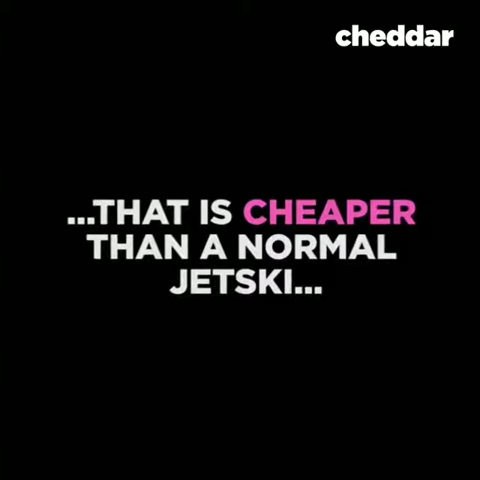 cheddar
...THAT IS CHEAPER
THAN A NORMAL
JETSKI...